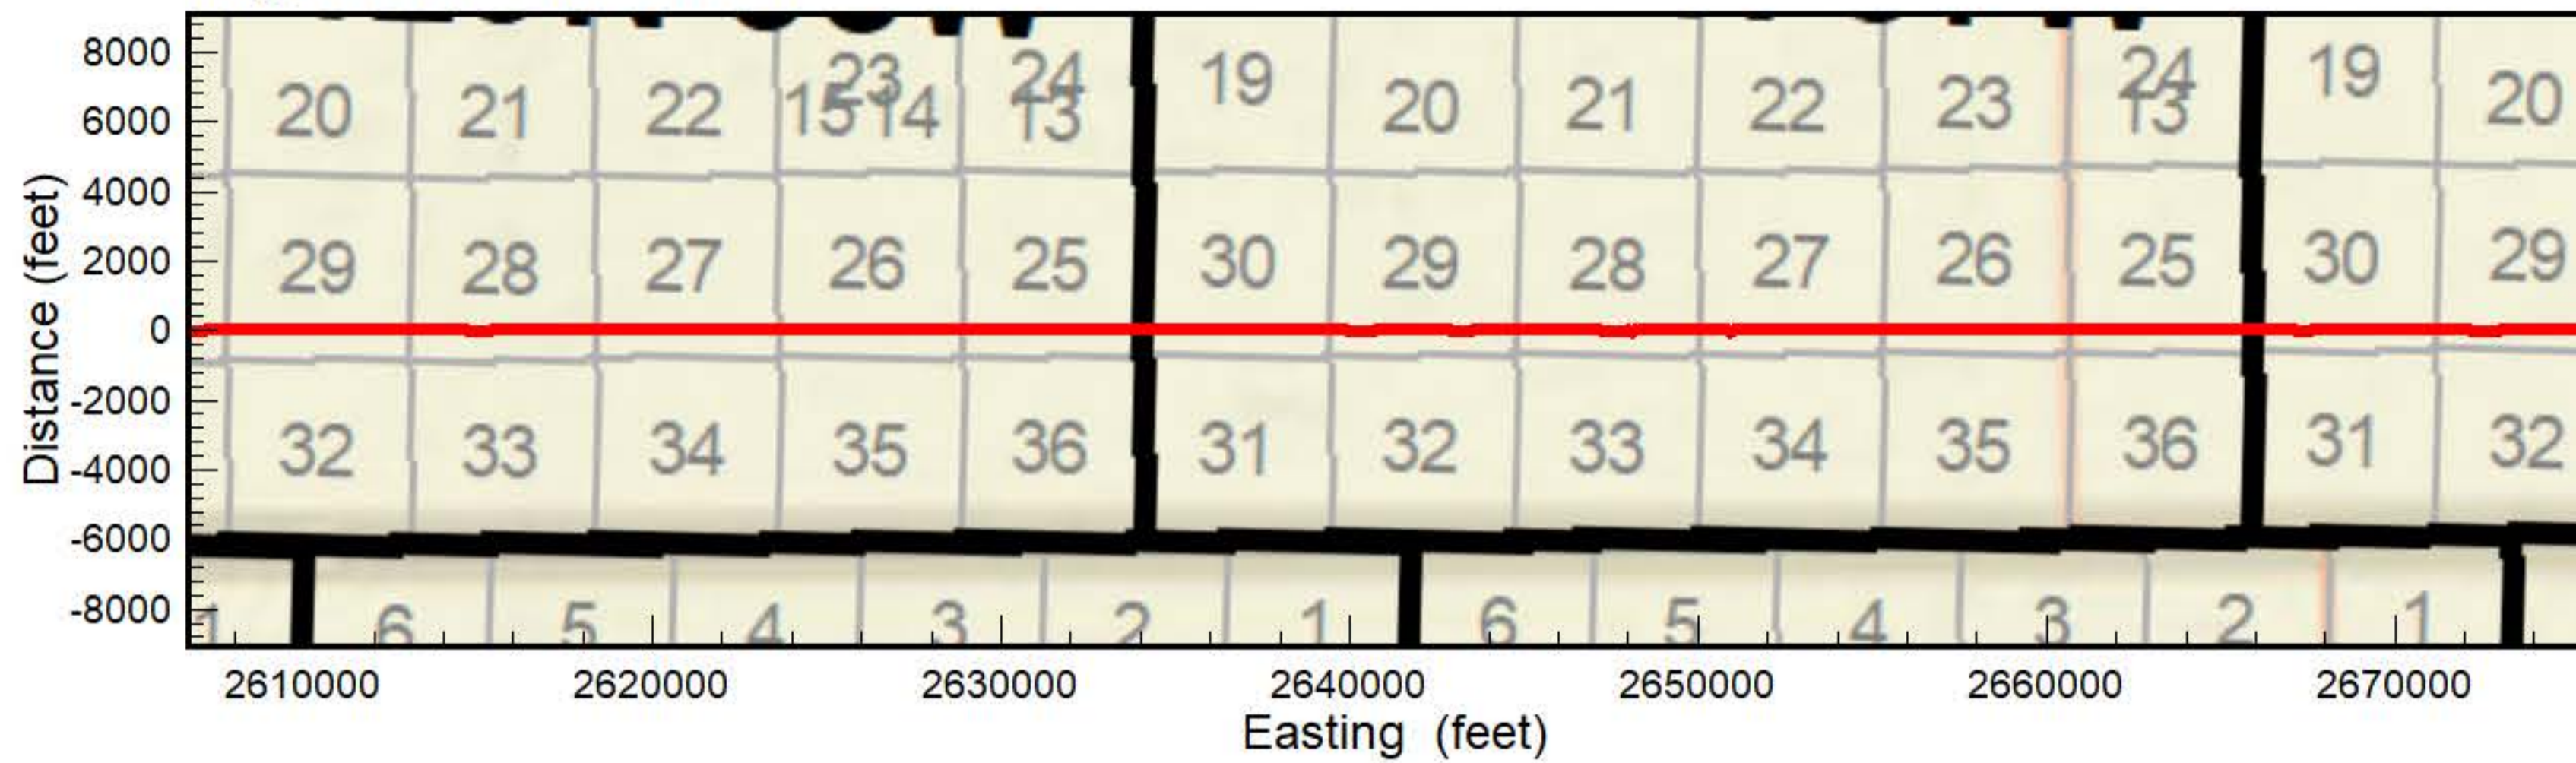 8000
6000
4000
2000
0
-2000
-4000
-6000
-8000
Distance (feet)
20 21 22 23 24 19 20 21 22 23 24 19 20
15 14 13 13
29 28 27 26 25 30 29 28 27 26 25 30 29
32 33 34 35 36 31 32 33 34 35 36 31 32
1 6 5 4 3 2 1 6 5 4 3 2 1
2610000 2620000 2630000 2640000 2650000 2660000 2670000
Easting (feet)